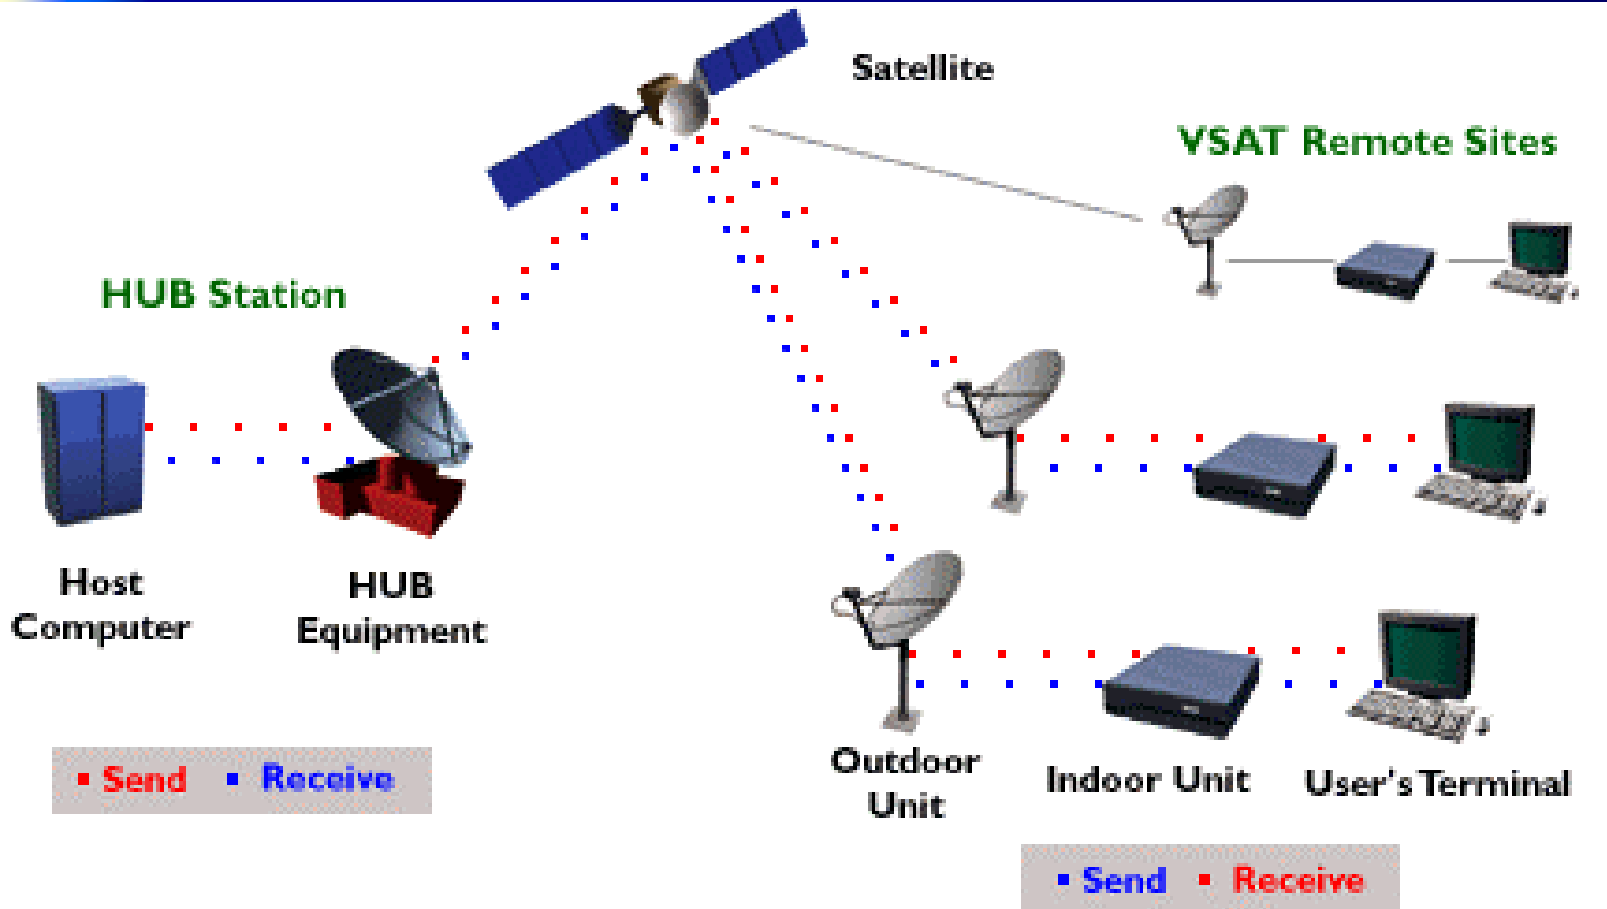 Satellite
VSAT Remote Sites
HUB Station
Host
Computer
HUB
Equipment
Outdoor
Unit
Indoor Unit
User's Terminal
Send Receive
Send Receive